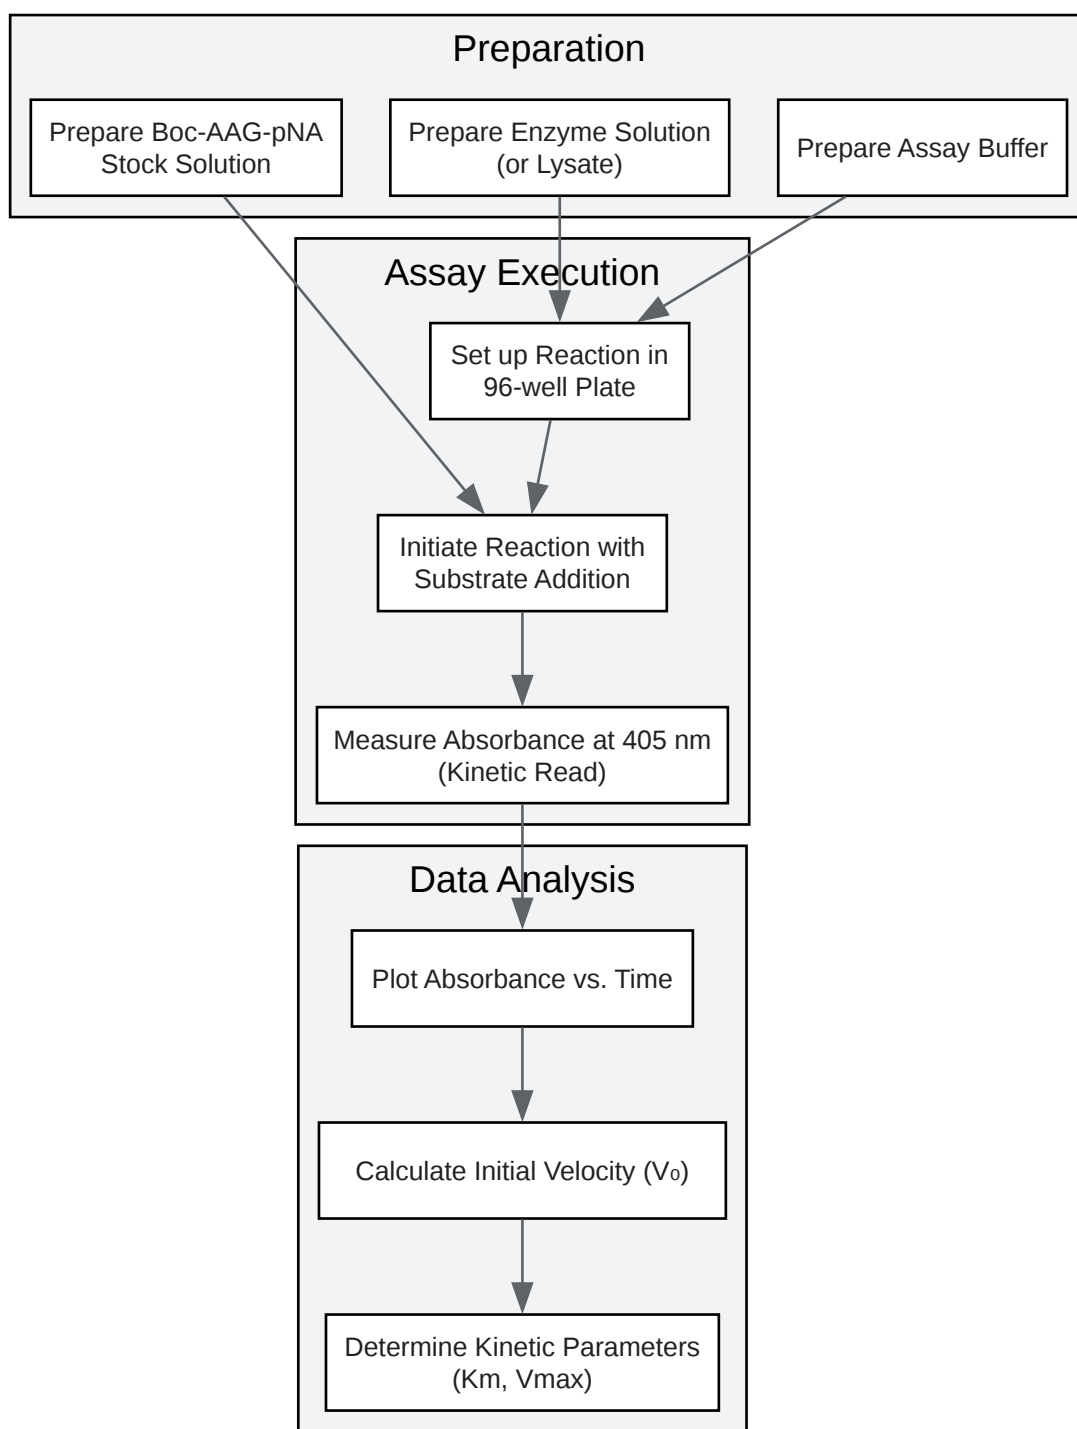 Preparation
Prepare Boc-AAG-pNA
Stock Solution
Prepare Enzyme Solution
(or Lysate)
Prepare Assay Buffer
Assay Execution
Set up Reaction in
96-well Plate
Initiate Reaction with
Substrate Addition
Measure Absorbance at 405 nm
(Kinetic Read)
Data Analysis
Plot Absorbance vs. Time
Calculate Initial Velocity (V₀)
Determine Kinetic Parameters
(Km, Vmax)